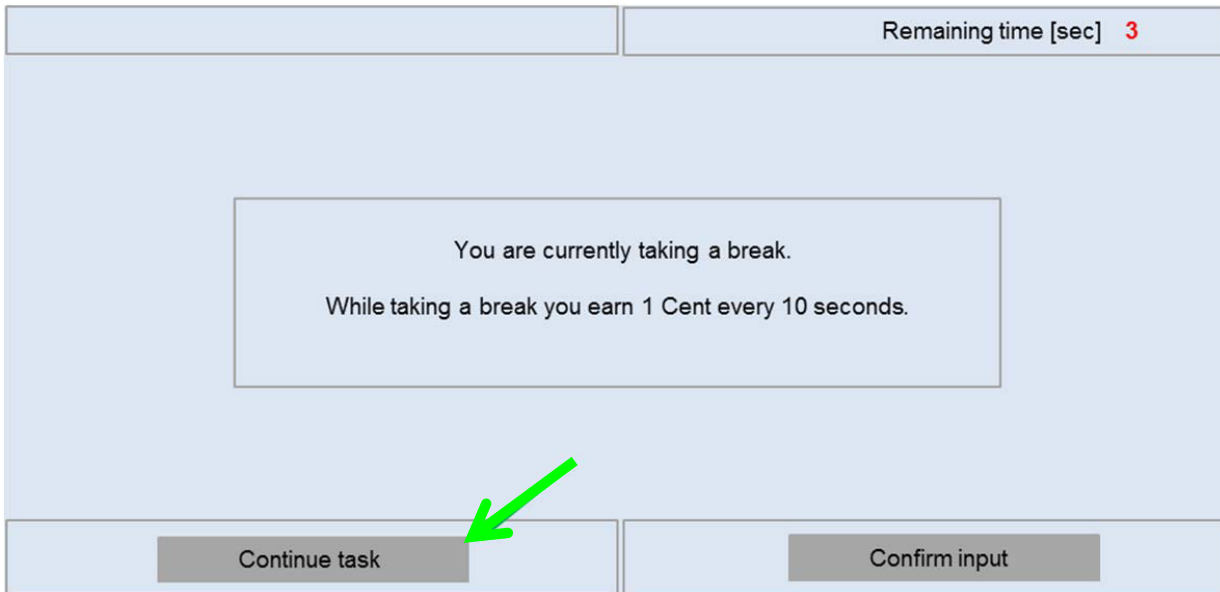 Remaining time [sec] 3
You are currently taking a break.
While taking a break you earn 1 Cent every 10 seconds.
Continue task
Confirm input